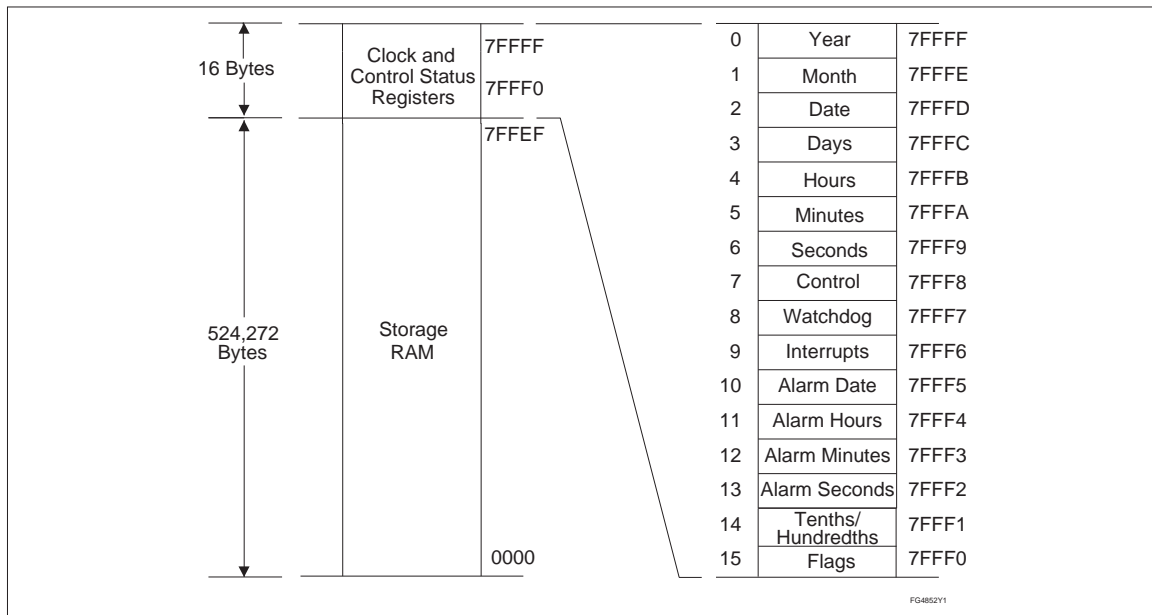 16 Bytes
Clock and
Control Status
Registers
7FFFF
7FFF0
7FFEF
524,272
Bytes
Storage
RAM
0000
0 Year 7FFFF
1 Month 7FFFE
2 Date 7FFFD
3 Days 7FFFC
4 Hours 7FFFB
5 Minutes 7FFFA
6 Seconds 7FFF9
7 Control 7FFF8
8 Watchdog 7FFF7
9 Interrupts 7FFF6
10 Alarm Date 7FFF5
11 Alarm Hours 7FFF4
12 Alarm Minutes 7FFF3
13 Alarm Seconds 7FFF2
14 Tenths/
Hundredths 7FFF1
15 Flags 7FFF0
FG4852Y1